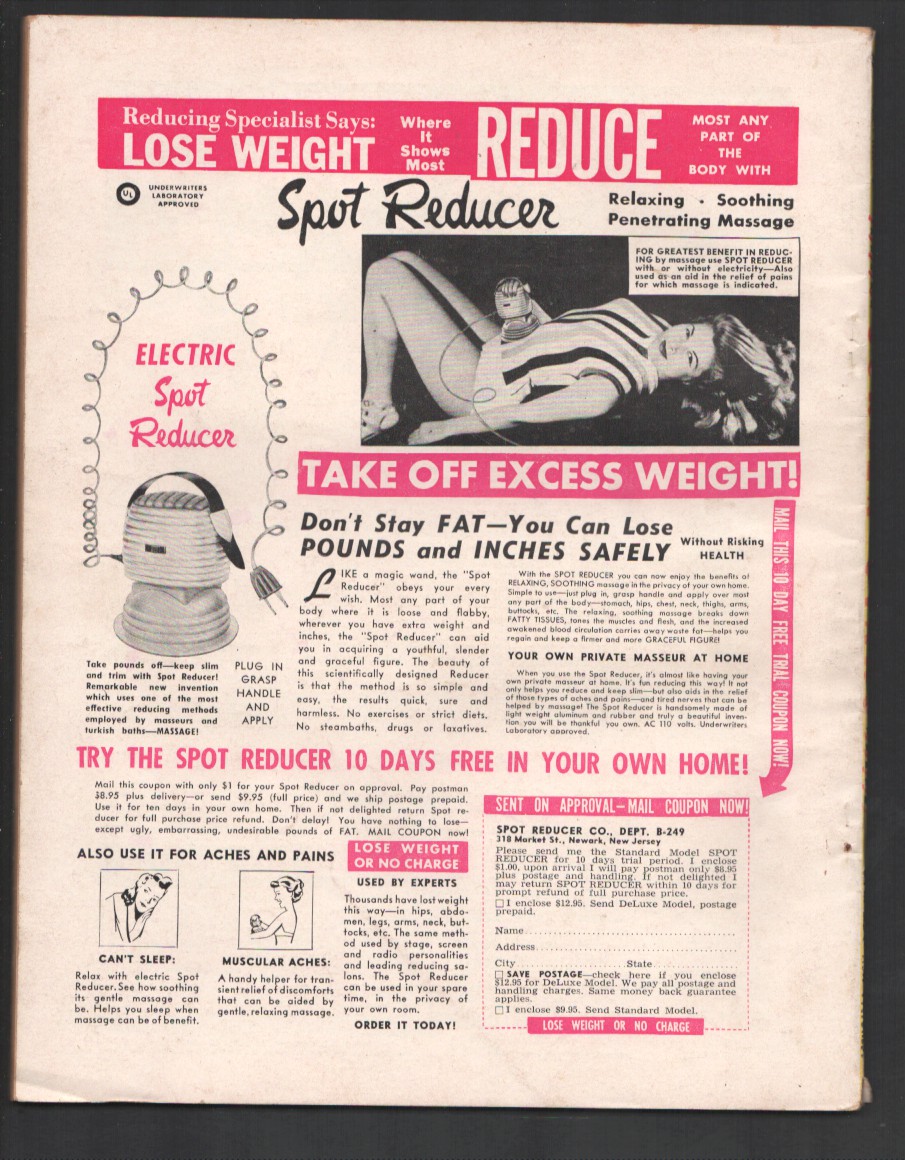 Reducing Specialist Says:
LOSE WEIGHT
Where
It
Shows
Most
REDUCE
MOST ANY
PART OF
THE
BODY WITH
UL
UNDERWRITERS
LABORATORY
APPROVED
Spot Reducer
Relaxing · Soothing
Penetrating Massage
FOR GREATEST BENEFIT IN REDUC-
ING by massage use SPOT REDUCER
with or without electricity—Also
used as an aid in the relief of pains
for which massage is indicated.
ELECTRIC
Spot
Reducer
TAKE OFF EXCESS WEIGHT!
Don't Stay FAT—You Can Lose
POUNDS and INCHES SAFELY
Without Risking
HEALTH
LIKE a magic wand, the "Spot
Reducer" obeys your every
wish. Most any part of your
body where it is loose and flabby,
wherever you have extra weight and
inches, the "Spot Reducer" can aid
you in acquiring a youthful, slender
and graceful figure. The beauty of
this scientifically designed Reducer
is that the method is so simple and
easy, the results quick, sure and
harmless. No exercises or strict diets.
No steambaths, drugs or laxatives.
With the SPOT REDUCER you can now enjoy the benefits of
RELAXING, SOOTHING massage in the privacy of your own home.
Simple to use—just plug in, grasp handle and apply over most
any part of the body—stomach, hips, chest, neck, thighs, arms,
buttocks, etc. The relaxing, soothing massage breaks down
FATTY TISSUES, tones the muscles and flesh, and the increased
awakened blood circulation carries away waste fat—helps you
regain and keep a firmer and more GRACEFUL FIGURE!
YOUR OWN PRIVATE MASSEUR AT HOME
When you use the Spot Reducer, it's almost like having your
own private masseur at home. It's fun reducing this way! It not
only helps you reduce and keep slim—but also aids in the relief
of those types of aches and pains—and tired nerves that can be
helped by massage! The Spot Reducer is handsomely made of
light weight aluminum and rubber and truly a beautiful inven-
tion you will be thankful you own. AC 110 volts. Underwriters
Laboratory approved.
MAIL THIS 10 DAY FREE TRIAL COUPON NOW!
Take pounds off—keep slim
and trim with Spot Reducer!
Remarkable new invention
which uses one of the most
effective reducing methods
employed by masseurs and
turkish baths—MASSAGE!
PLUG IN
GRASP
HANDLE
AND
APPLY
TRY THE SPOT REDUCER 10 DAYS FREE IN YOUR OWN HOME!
Mail this coupon with only $1 for your Spot Reducer on approval. Pay postman
$8.95 plus delivery—or send $9.95 (full price) and we ship postage prepaid.
Use it for ten days in your own home. Then if not delighted return Spot re-
ducer for full purchase price refund. Don't delay! You have nothing to lose—
except ugly, embarrassing, undesirable pounds of FAT. MAIL COUPON now!
ALSO USE IT FOR ACHES AND PAINS
CAN'T SLEEP:
Relax with electric Spot
Reducer. See how soothing
its gentle massage can
be. Helps you sleep when
massage can be of benefit.
MUSCULAR ACHES:
A handy helper for tran-
sient relief of discomforts
that can be aided by
gentle, relaxing massage.
LOSE WEIGHT
OR NO CHARGE
USED BY EXPERTS
Thousands have lost weight
this way—in hips, abdo-
men, legs, arms, neck, but-
tocks, etc. The same meth-
od used by stage, screen
and radio personalities
and leading reducing sa-
lons. The Spot Reducer
can be used in your spare
time, in the privacy of
your own room.
ORDER IT TODAY!
SENT ON APPROVAL—MAIL COUPON NOW!
SPOT REDUCER CO., DEPT. B-249
318 Market St., Newark, New Jersey
Please send me the Standard Model SPOT
REDUCER for 10 days trial period. I enclose
$1.00, upon arrival I will pay postman only $8.95
plus postage and handling. If not delighted I
may return SPOT REDUCER within 10 days for
prompt refund of full purchase price.
I enclose $12.95. Send DeLuxe Model, postage
prepaid.
Name
Address
City State
SAVE POSTAGE—check here if you enclose
$12.95 for DeLuxe Model. We pay all postage and
handling charges. Same money back guarantee
applies.
I enclose $9.95. Send Standard Model.
LOSE WEIGHT OR NO CHARGE